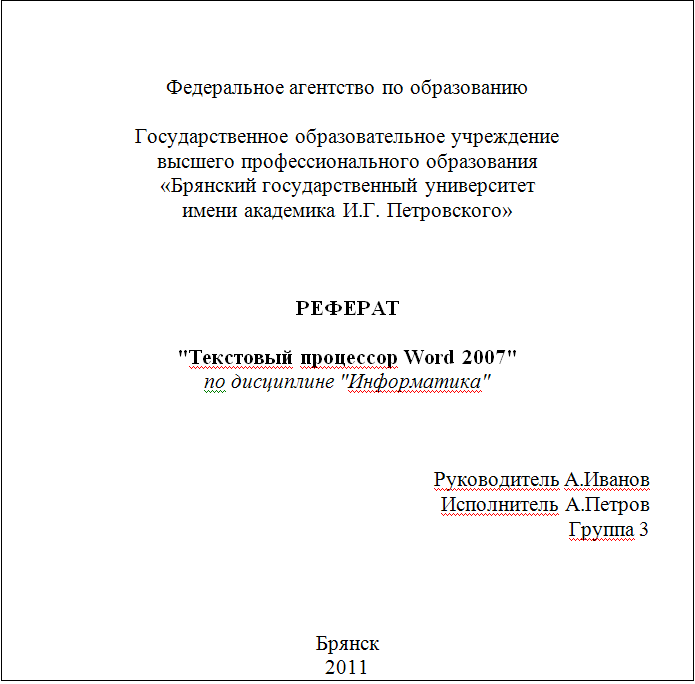 Федеральное агентство по образованию
Государственное образовательное учреждение
высшего профессионального образования
«Брянский государственный университет
имени академика И.Г. Петровского»
РЕФЕРАТ
"Текстовый процессор Word 2007"
по дисциплине "Информатика"
Руководитель А.Иванов
Исполнитель А.Петров
Группа 3
Брянск
2011